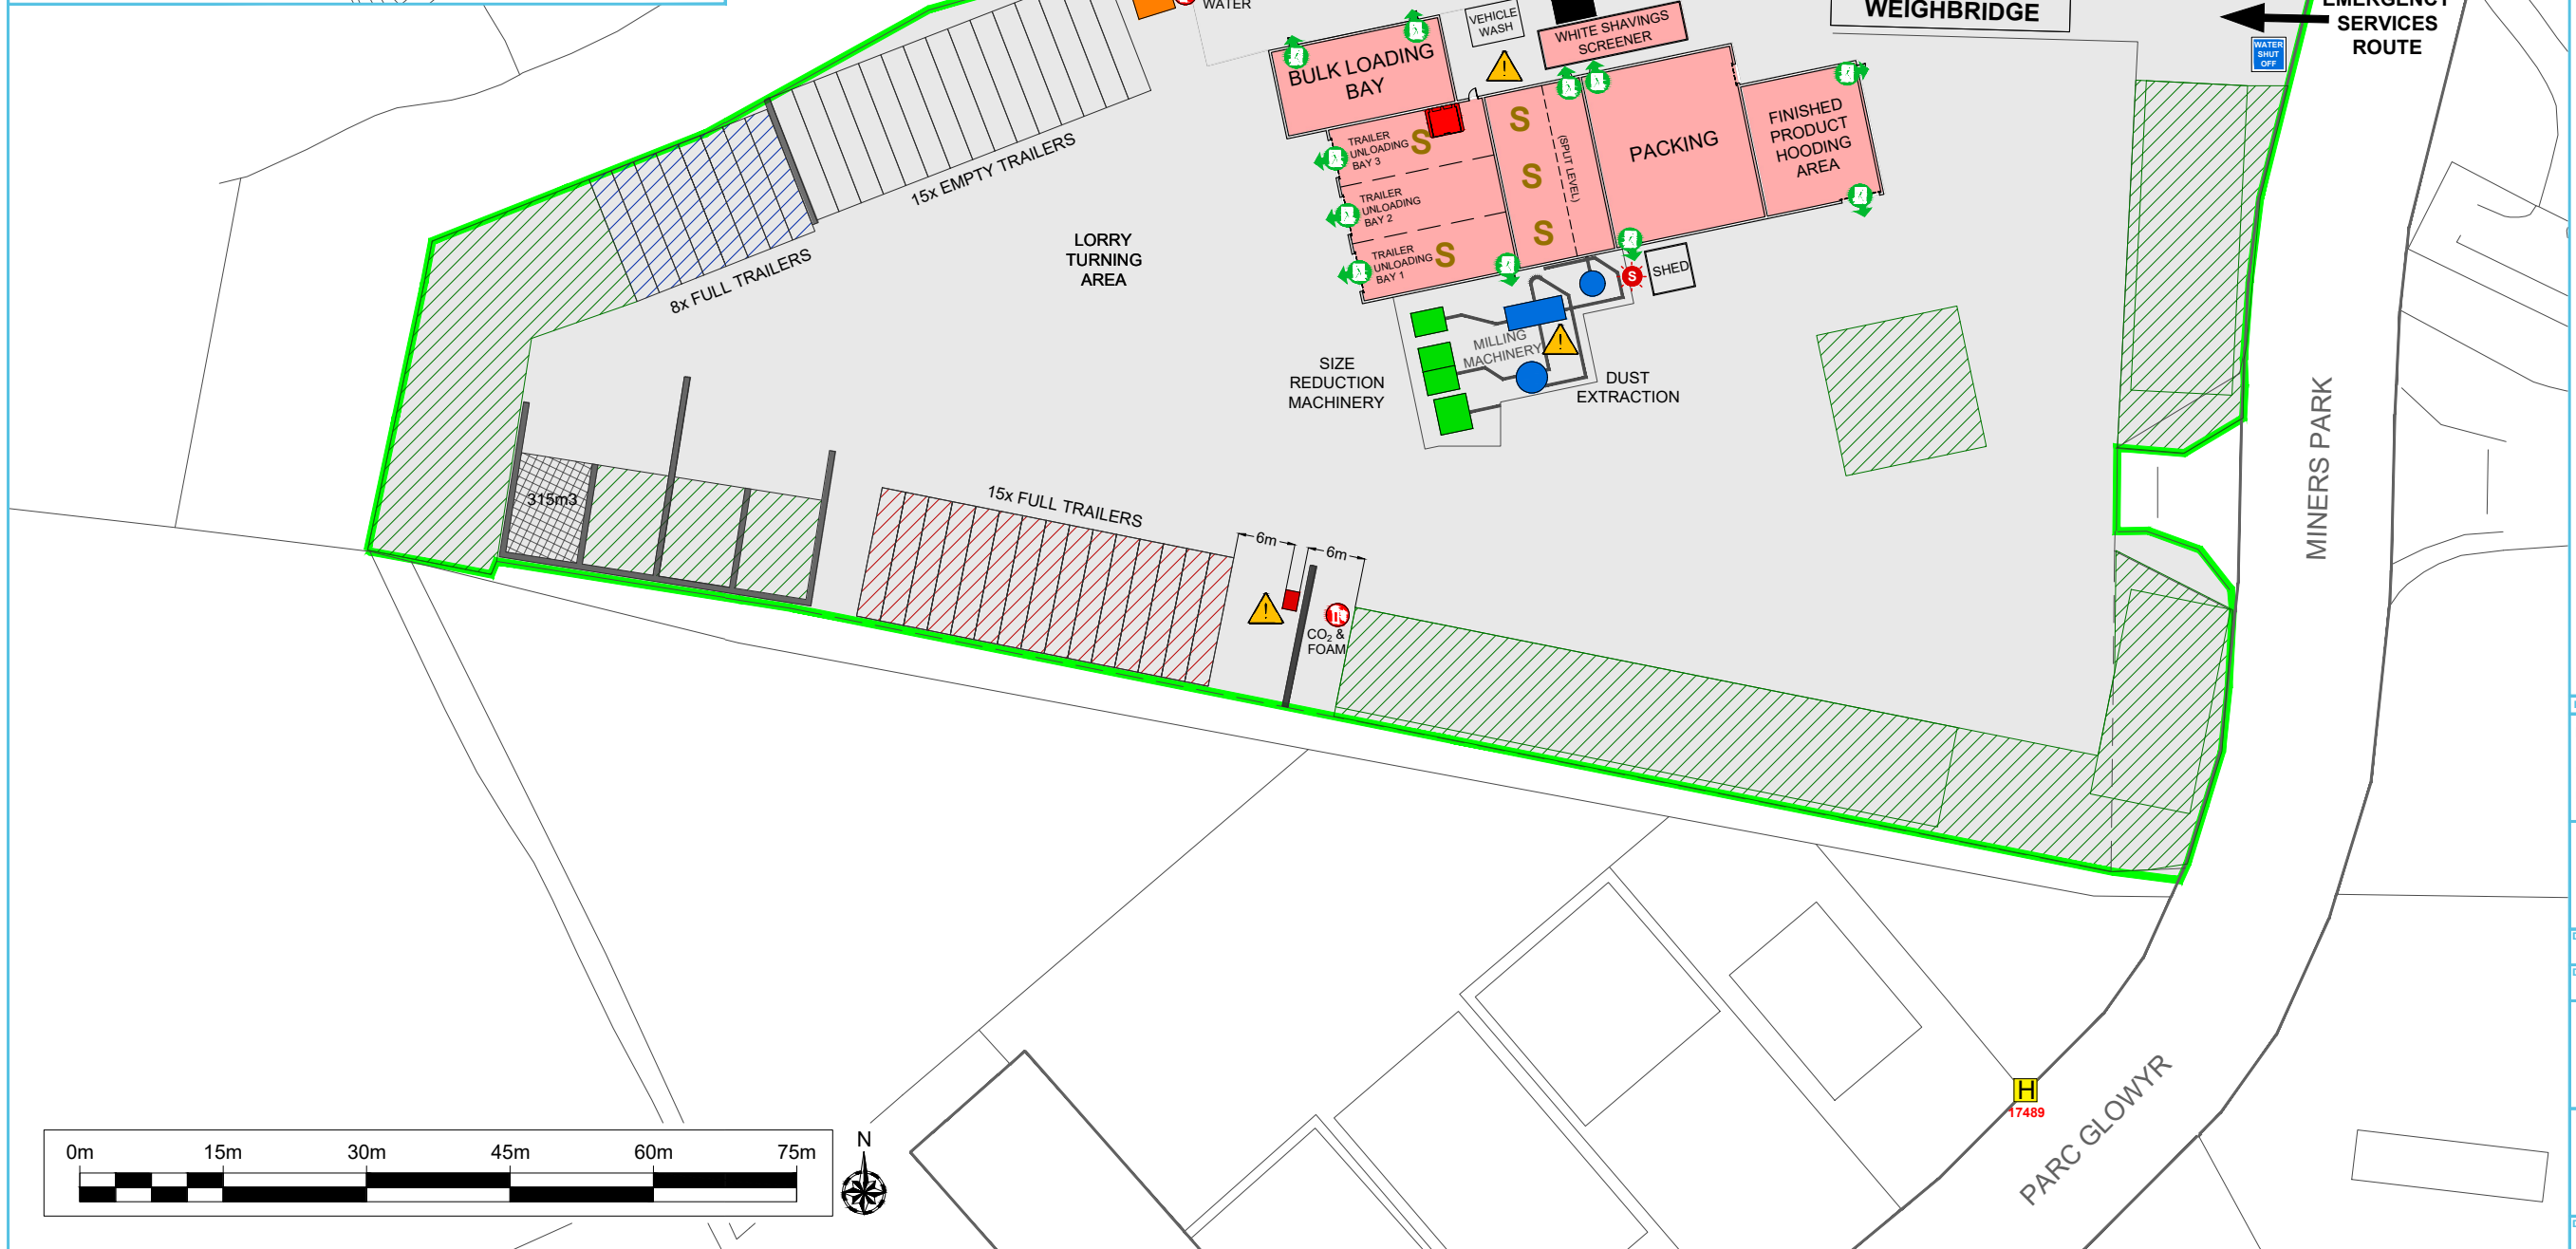 WATER
VEHICLE
WASH
WHITE SHAVINGS
SCREENER
WEIGHBRIDGE
EMERGENCY
SERVICES
ROUTE
WATER
SHUT
OFF
BULK LOADING
BAY
TRAILER
UNLOADING
BAY 3
S
S
(SPLIT LEVEL)
PACKING
FINISHED
PRODUCT
HOODING
AREA
15x EMPTY TRAILERS
TRAILER
UNLOADING
BAY 2
S
LORRY
TURNING
AREA
TRAILER
UNLOADING
BAY 1
S
S
S
SHED
8x FULL TRAILERS
MILLING
MACHINERY
SIZE
REDUCTION
MACHINERY
DUST
EXTRACTION
MINERS PARK
315m3
15x FULL TRAILERS
6m
6m
CO₂ &
FOAM
H
17489
PARC GLOWYR
0m 15m 30m 45m 60m 75m
N